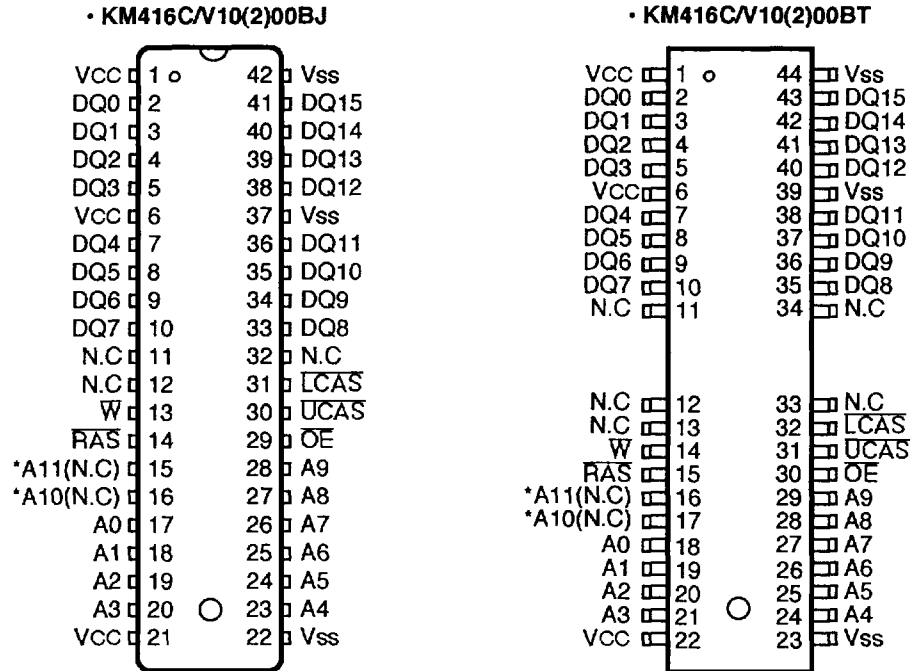 • KM416C/V10(2)00BJ
VCC 1 42 Vss
DQ0 2 41 DQ15
DQ1 3 40 DQ14
DQ2 4 39 DQ13
DQ3 5 38 DQ12
VCC 6 37 Vss
DQ4 7 36 DQ11
DQ5 8 35 DQ10
DQ6 9 34 DQ9
DQ7 10 33 DQ8
N.C 11 32 N.C
N.C 12 31 L̅C̅A̅S̅
W̅ 13 30 U̅C̅A̅S̅
R̅A̅S̅ 14 29 O̅E̅
*A11(N.C) 15 28 A9
*A10(N.C) 16 27 A8
A0 17 26 A7
A1 18 25 A6
A2 19 24 A5
A3 20 23 A4
VCC 21 22 Vss
• KM416C/V10(2)00BT
VCC 1 44 Vss
DQ0 2 43 DQ15
DQ1 3 42 DQ14
DQ2 4 41 DQ13
DQ3 5 40 DQ12
VCC 6 39 Vss
DQ4 7 38 DQ11
DQ5 8 37 DQ10
DQ6 9 36 DQ9
DQ7 10 35 DQ8
N.C 11 34 N.C
N.C 12 33 N.C
N.C 13 32 L̅C̅A̅S̅
W̅ 14 31 U̅C̅A̅S̅
R̅A̅S̅ 15 30 O̅E̅
*A11(N.C) 16 29 A9
*A10(N.C) 17 28 A8
A0 18 27 A7
A1 19 26 A6
A2 20 25 A5
A3 21 24 A4
VCC 22 23 Vss